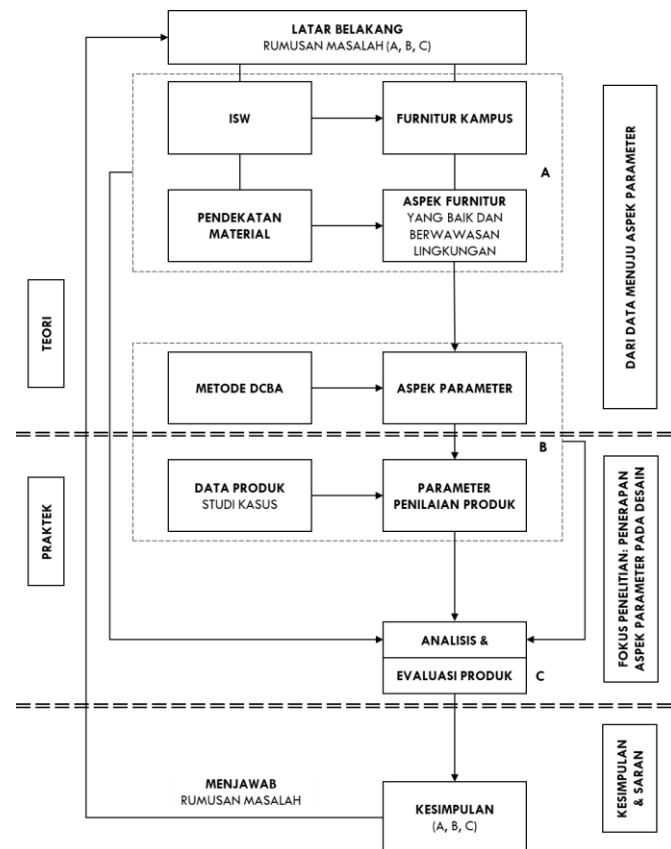 LATAR BELAKANG
RUMUSAN MASALAH (A, B, C)
ISW
FURNITUR KAMPUS
A
PENDEKATAN
MATERIAL
ASPEK FURNITUR
YANG BAIK DAN
BERWAWASAN
LINGKUNGAN
TEORI
DARI DATA MENUJU ASPEK PARAMETER
METODE DCBA
ASPEK PARAMETER
B
DATA PRODUK
STUDI KASUS
PARAMETER
PENILAIAN PRODUK
PRAKTEK
FOKUS PENELITIAN: PENERAPAN
ASPEK PARAMETER PADA DESAIN
ANALISIS &
EVALUASI PRODUK
C
MENJAWAB
RUMUSAN MASALAH
KESIMPULAN
(A, B, C)
KESIMPULAN
& SARAN